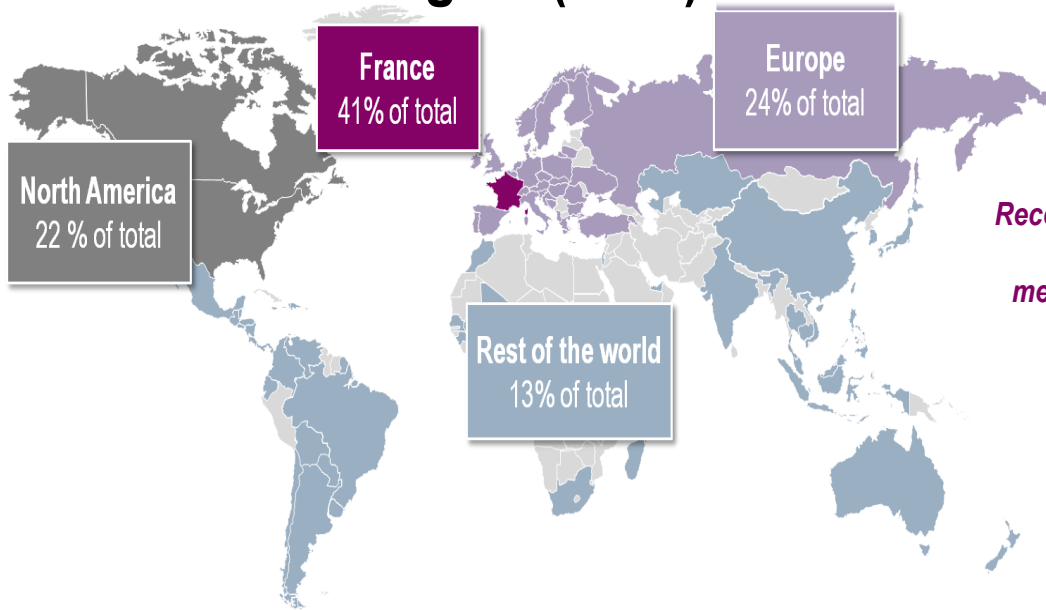 France
41% of total
Europe
24% of total
North America
22 % of total
Rest of the world
13% of total